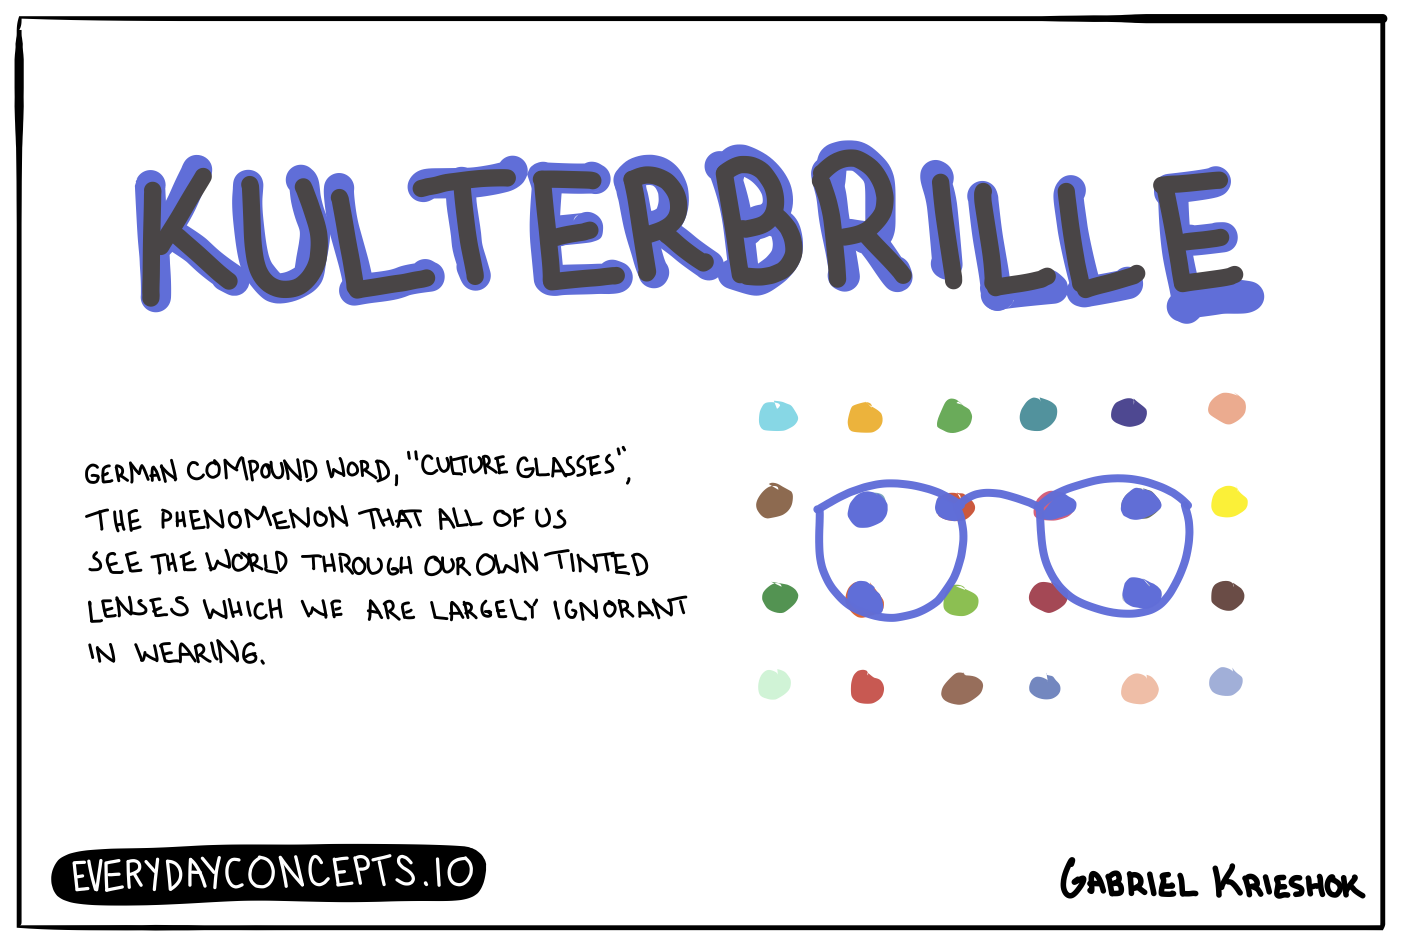 KULTERBRILLE
GERMAN COMPOUND WORD, "CULTURE GLASSES",
THE PHENOMENON THAT ALL OF US
SEE THE WORLD THROUGH OUR OWN TINTED
LENSES WHICH WE ARE LARGELY IGNORANT
IN WEARING.
EVERYDAYCONCEPTS.IO
GABRIEL KRIESHOK